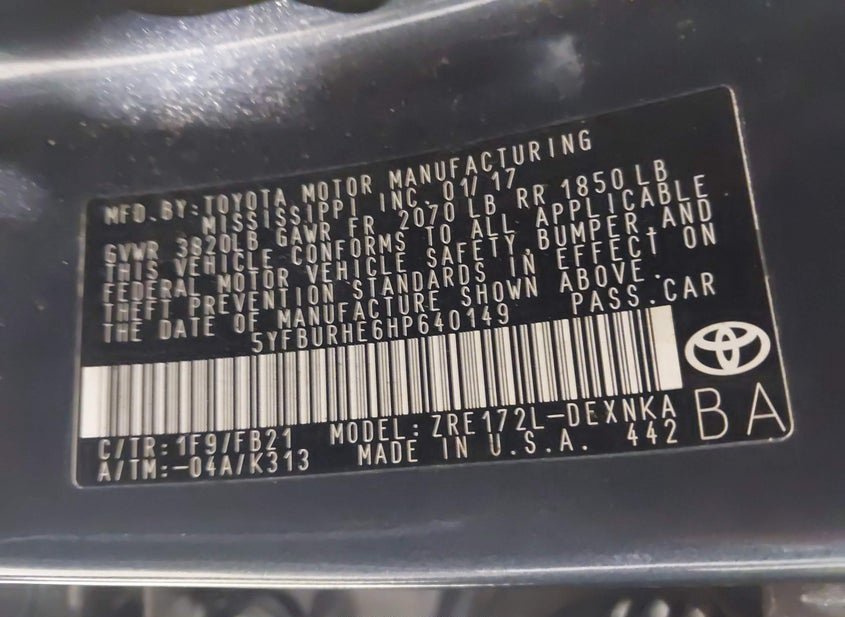 MFD.BY:TOYOTA MOTOR MANUFACTURING
MISSISSIPPI INC. 01/17
GVWR 3820LB GAWR FR 2070 LB RR 1850 LB
THIS VEHICLE CONFORMS TO ALL APPLICABLE
FEDERAL MOTOR VEHICLE SAFETY,BUMPER,AND
THEFT PREVENTION STANDARDS IN EFFECT ON
THE DATE OF MANUFACTURE SHOWN ABOVE.
5YFBURHE6HP640149 PASS.CAR
C/TR:1F9/FB21 MODEL:ZRE172L-DEXNKA
A/TM:-04A/K313 MADE IN U.S.A. 442
BA